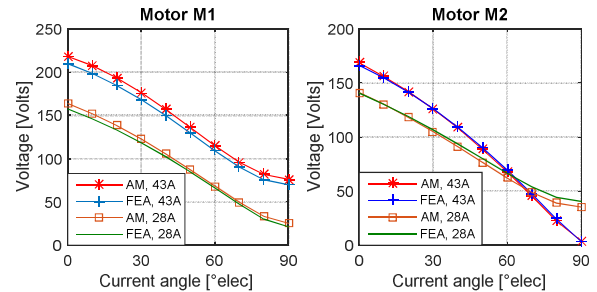 Motor M1
Voltage [Volts]
250
200
150
100
50
0
AM, 43A
FEA, 43A
AM, 28A
FEA, 28A
0 30 60 90
Current angle [°elec]
Motor M2
Voltage [Volts]
200
150
100
50
0
AM, 43A
FEA, 43A
AM, 28A
FEA, 28A
0 30 60 90
Current angle [°elec]